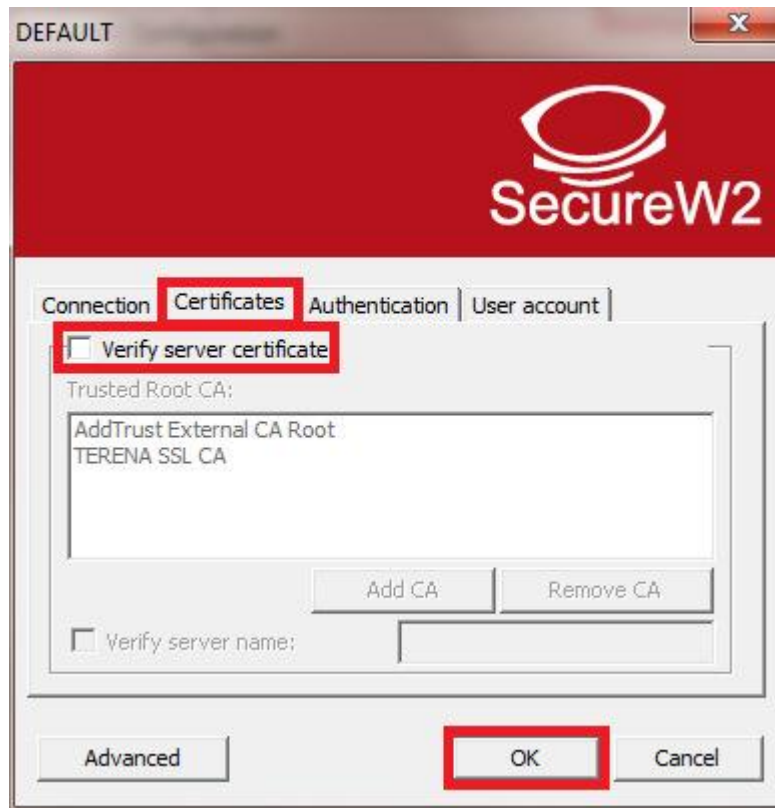 DEFAULT
SecureW2
Connection Certificates Authentication User account
Verify server certificate
Trusted Root CA:
AddTrust External CA Root
TERENA SSL CA
Add CA Remove CA
Verify server name:
Advanced OK Cancel